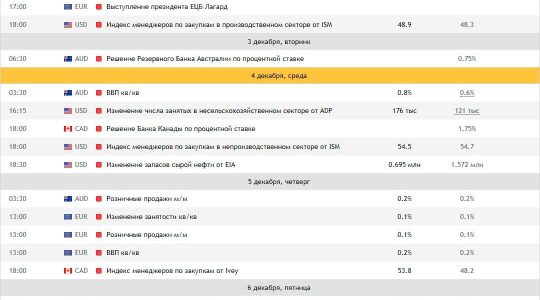 17:00 EUR Выступление президента ЕЦБ Лагард
18:00 USD Индекс менеджеров по закупкам в производственном секторе от ISM 48.9 48.3
3 декабря, вторник
06:30 AUD Решение Резервного Банка Австралии по процентной ставке 0.75%
4 декабря, среда
03:30 AUD ВВП кв/кв 0.8% 0.6%
16:15 USD Изменение числа занятых в несельскохозяйственном секторе от ADP 176 тыс 121 тыс
18:00 CAD Решение Банка Канады по процентной ставке 1.75%
18:00 USD Индекс менеджеров по закупкам в непроизводственном секторе от ISM 54.5 54.7
18:30 USD Изменение запасов сырой нефти от EIA 0.695 млн 1.572 млн
5 декабря, четверг
03:30 AUD Розничные продажи м/м 0.2% 0.2%
13:00 EUR Изменение занятости кв/кв 0.1% 0.1%
13:00 EUR Розничные продажи м/м 0.1% 0.1%
13:00 EUR ВВП кв/кв 0.2% 0.2%
18:00 CAD Индекс менеджеров по закупкам от Ivey 53.8 48.2
6 декабря, пятница